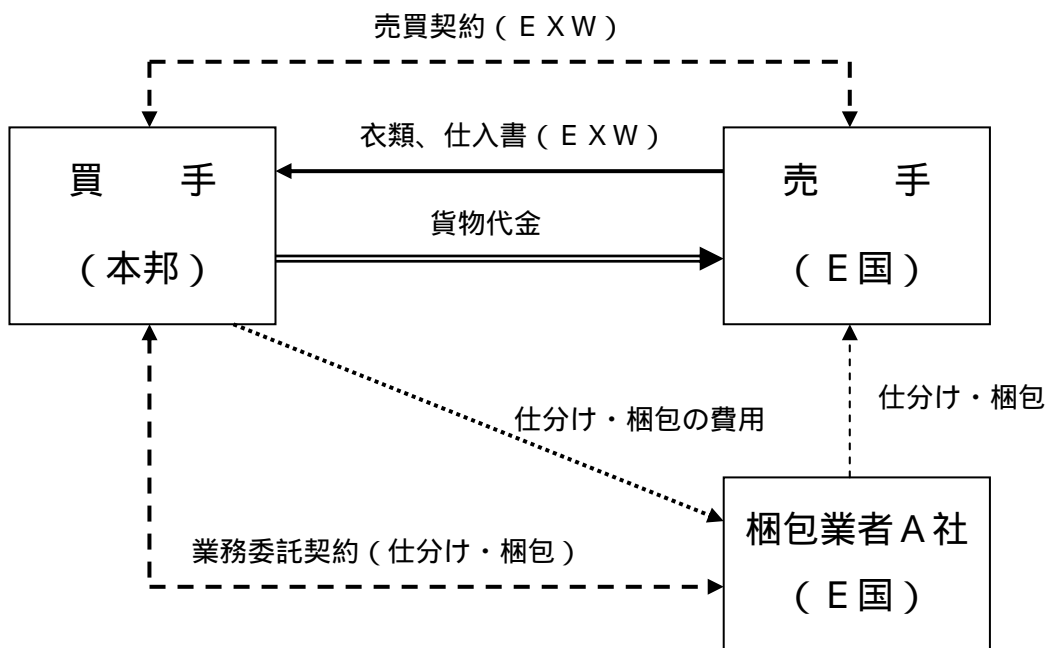 売買契約（ＥＸＷ）
衣類、仕入書（ＥＸＷ）
買　　手
（本邦）
売　　手
（Ｅ国）
貨物代金
仕分け・梱包
仕分け・梱包の費用
業務委託契約（仕分け・梱包）
梱包業者Ａ社
（Ｅ国）